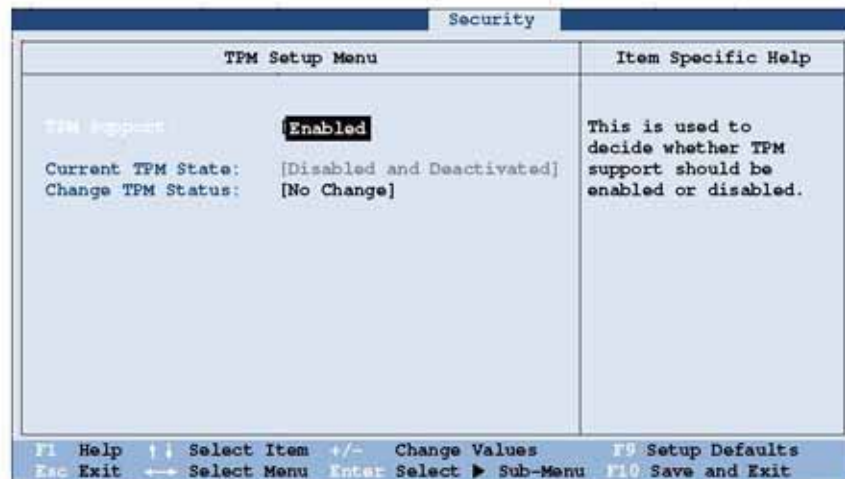 Security
TPM Setup Menu
Item Specific Help
TPM Support
[Enabled
Current TPM State: [Disabled and Deactivated]
Change TPM Status: [No Change]
This is used to
decide whether TPM
support should be
enabled or disabled.
F1 Help ↑↓ Select Item +/- Change Values F9 Setup Defaults
Esc Exit ←→ Select Menu Enter Select ▶ Sub-Menu F10 Save and Exit